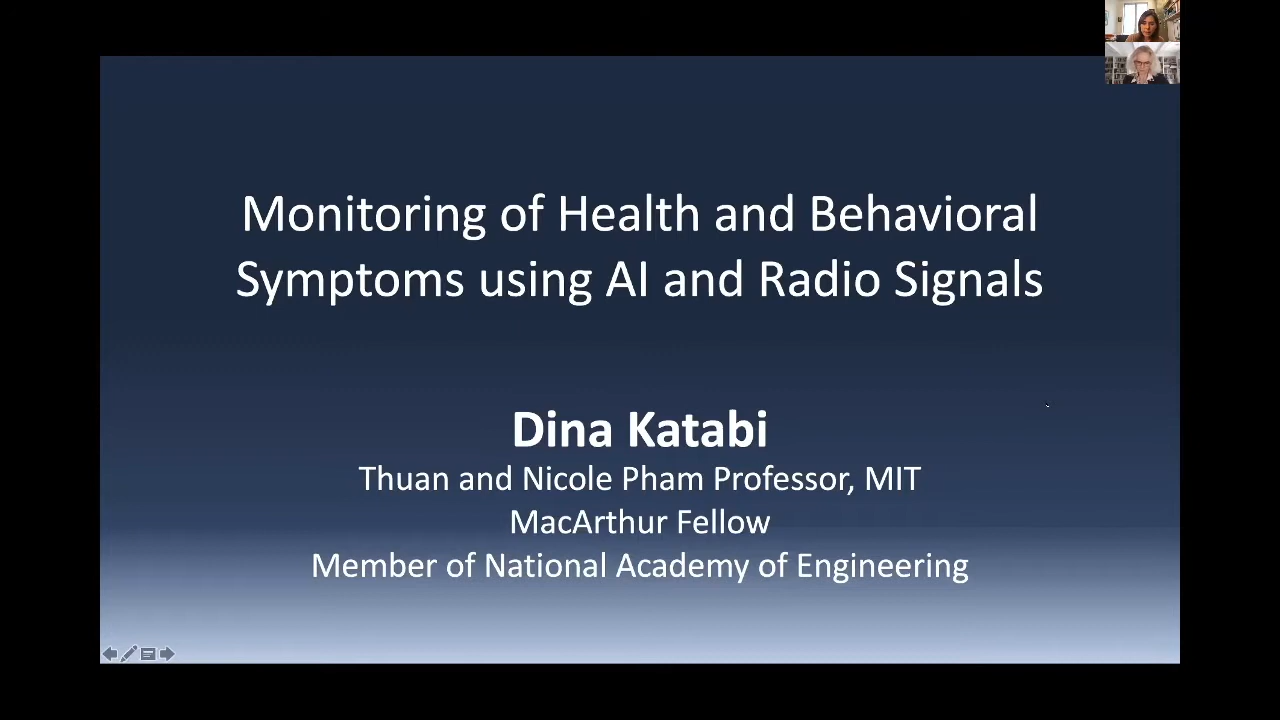 Monitoring of Health and Behavioral
Symptoms using AI and Radio Signals
Dina Katabi
Thuan and Nicole Pham Professor, MIT
MacArthur Fellow
Member of National Academy of Engineering